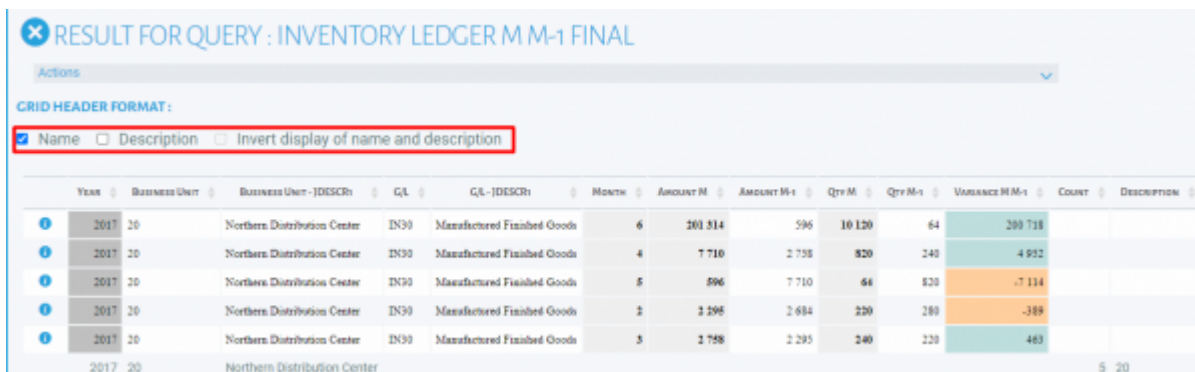 RESULT FOR QUERY : INVENTORY LEDGER M M-1 FINAL
Actions
GRID HEADER FORMAT :
Name Description Invert display of name and description
YEAR BUSINESS UNIT BUSINESS UNIT - ]DESCR1 G/L G/L - ]DESCR1 MONTH AMOUNT M AMOUNT M-1 QTY M QTY M-1 VARIANCE M M-1 COUNT DESCRIPTION
2017 20 Northern Distribution Center IN30 Manufactured Finished Goods 6 201 314 596 10 120 64 200 718
2017 20 Northern Distribution Center IN30 Manufactured Finished Goods 4 7 710 2 758 820 240 4 952
2017 20 Northern Distribution Center IN30 Manufactured Finished Goods 5 596 7 710 64 820 -7 114
2017 20 Northern Distribution Center IN30 Manufactured Finished Goods 2 2 295 2 684 220 280 -389
2017 20 Northern Distribution Center IN30 Manufactured Finished Goods 3 2 758 2 295 240 220 463
2017 20 Northern Distribution Center 5 20